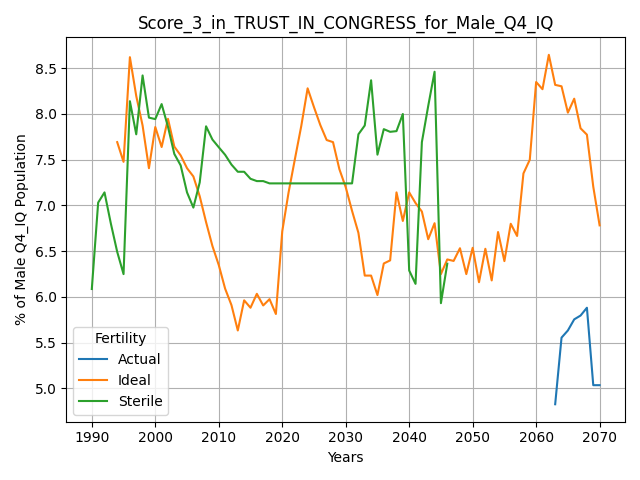 Score_3_in_TRUST_IN_CONGRESS_for_Male_Q4_IQ
% of Male Q4_IQ Population
8.5
8.0
7.5
7.0
6.5
6.0
5.5
5.0
Fertility
Actual
Ideal
Sterile
1990 2000 2010 2020 2030 2040 2050 2060 2070
Years